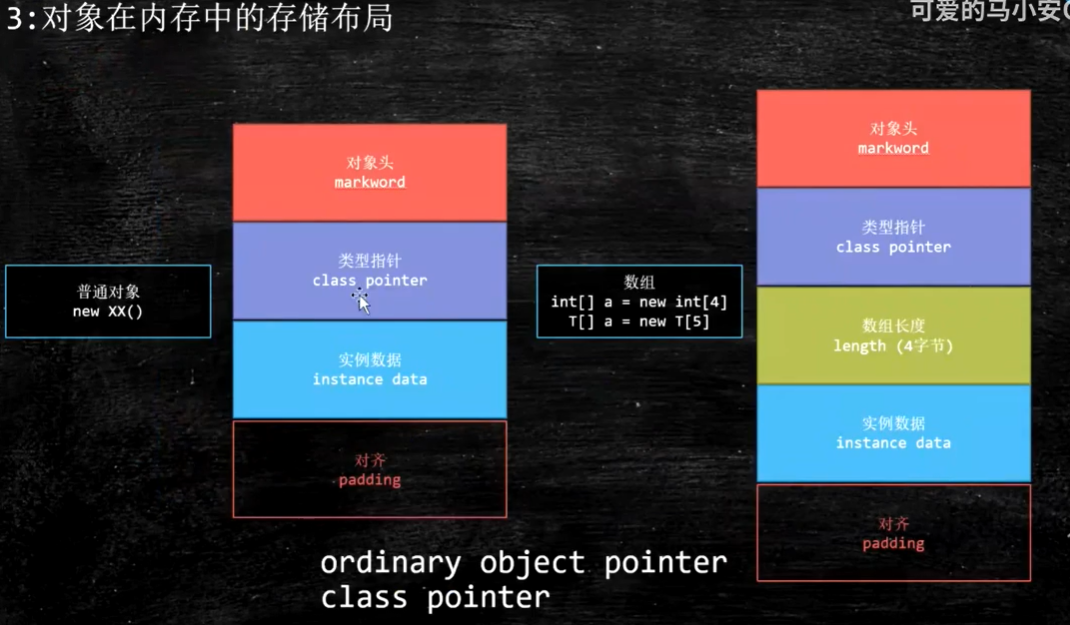 3:对象在内存中的存储布局
可爱的马小安
普通对象
new XX()
对象头
markword
类型指针
class pointer
实例数据
instance data
对齐
padding
数组
int[] a = new int[4]
T[] a = new T[5]
对象头
markword
类型指针
class pointer
数组长度
length (4字节)
实例数据
instance data
对齐
padding
ordinary object pointer
class pointer